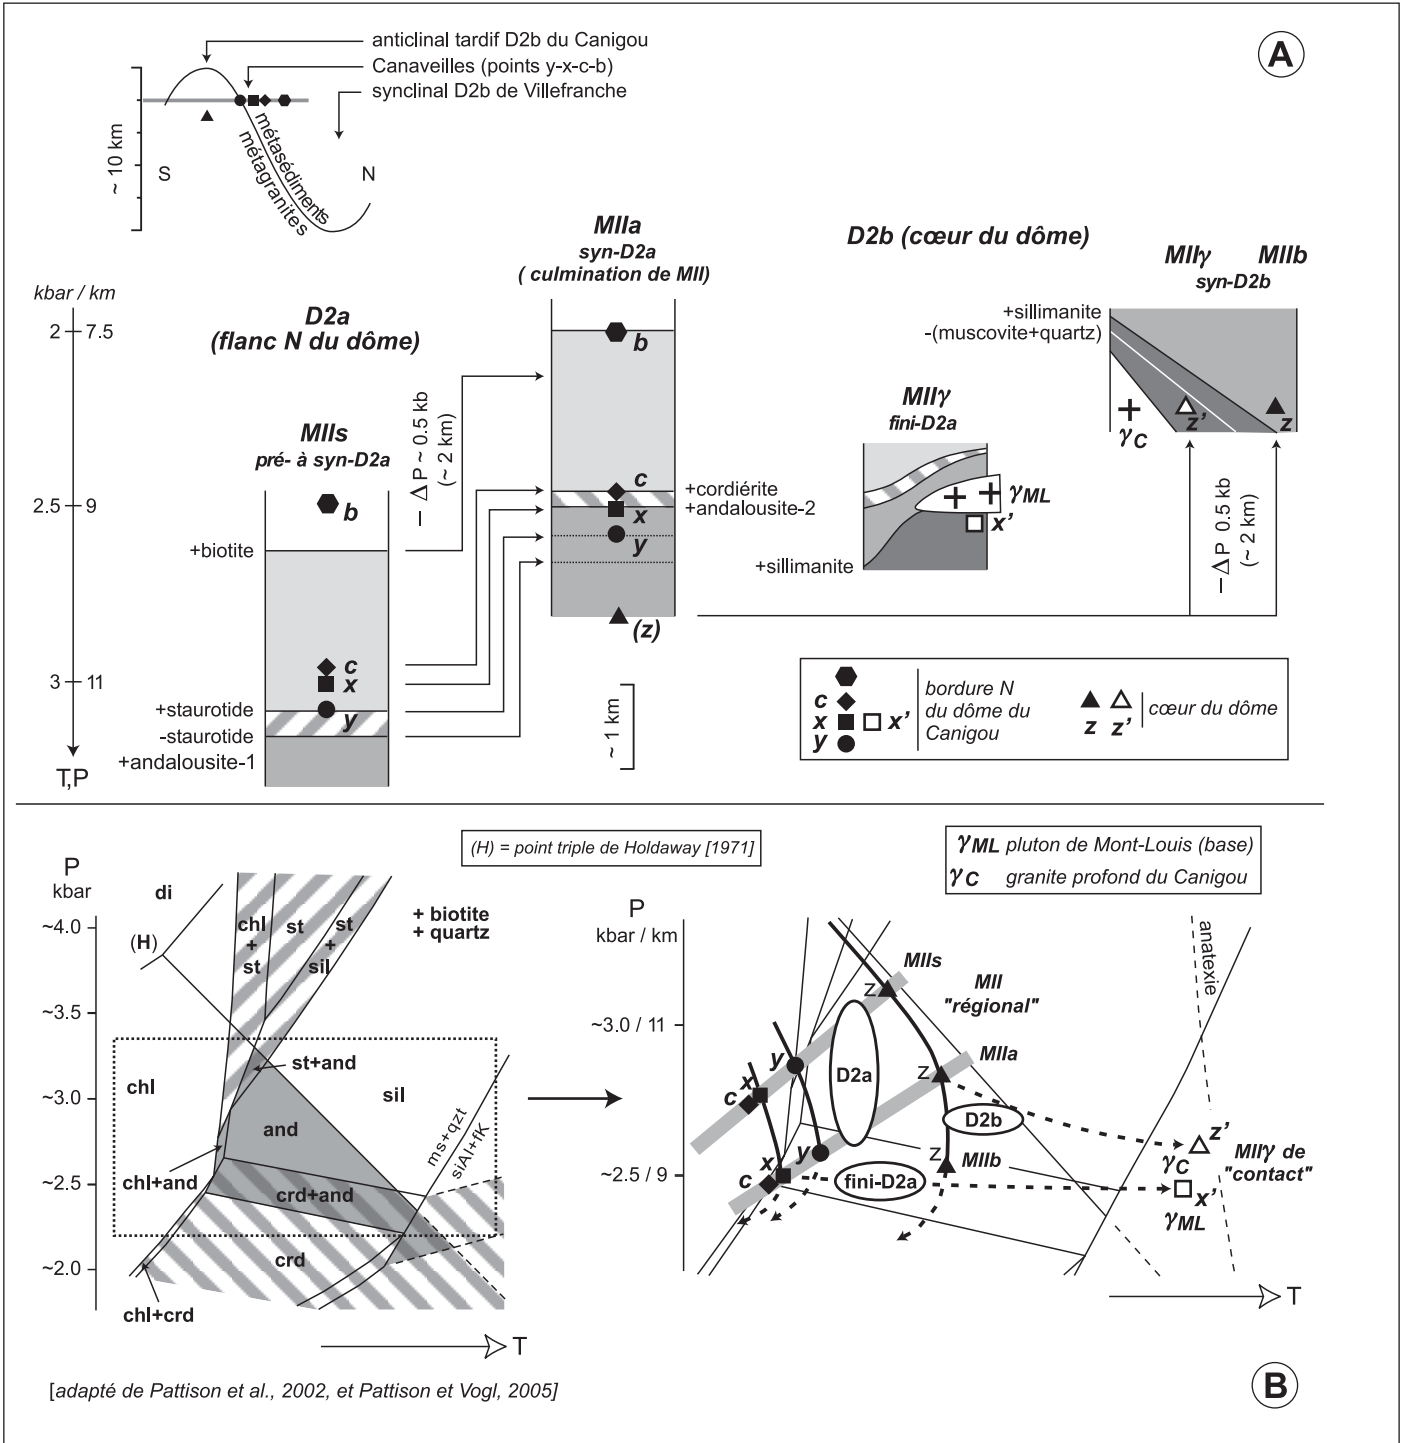 A
anticlinal tardif D2b du Canigou
Canaveilles (points y-x-c-b)
synclinal D2b de Villefranche
~ 10 km
S
N
métasédiments
métagranites
kbar / km
2
7.5
2.5
9
3
11
T,P
D2a
(flanc N du dôme)
MIIs
pré- à syn-D2a
b
+biotite
c
x
+staurotide
y
-staurotide
+andalousite-1
— Δ P ~ 0.5 kb
(~ 2 km)
MIIa
syn-D2a
( culmination de MII)
b
c
+cordiérite
x
+andalousite-2
y
(z)
~ 1 km
D2b (cœur du dôme)
MIIγ
fini-D2a
γML
x'
+sillimanite
MIIγ
MIIb
syn-D2b
+sillimanite
-(muscovite+quartz)
γC
z'
z
— Δ P 0.5 kb
(~ 2 km)
c
x
x'
y
bordure N
du dôme du
Canigou
z
z'
cœur du dôme
(H) = point triple de Holdaway [1971]
γML pluton de Mont-Louis (base)
γC granite profond du Canigou
P
kbar
~4.0
~3.5
~3.0
~2.5
~2.0
di
(H)
chl
+
st
st
st
+
sil
+ biotite
+ quartz
st+and
chl
sil
and
ms+qzt
siAl+fK
chl+and
crd+and
crd
chl+crd
T
[adapté de Pattison et al., 2002, et Pattison et Vogl, 2005]
P
kbar / km
~3.0 / 11
~2.5 / 9
MIIs
z
MII
"régional"
anatexie
MIIa
y
x
c
D2a
z
D2b
z'
y
z
MIIb
x
c
fini-D2a
γC
x'
γML
MIIγ de
"contact"
T
B